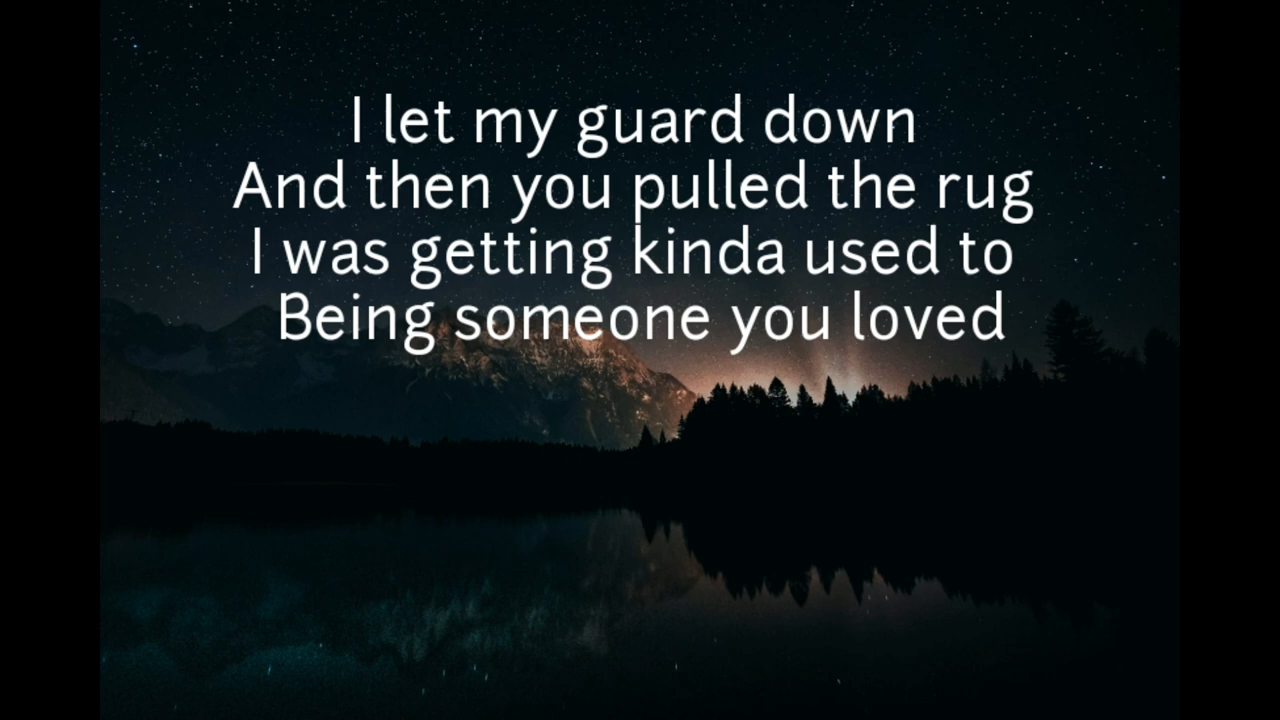 I let my guard down
And then you pulled the rug
I was getting kinda used to
Being someone you loved